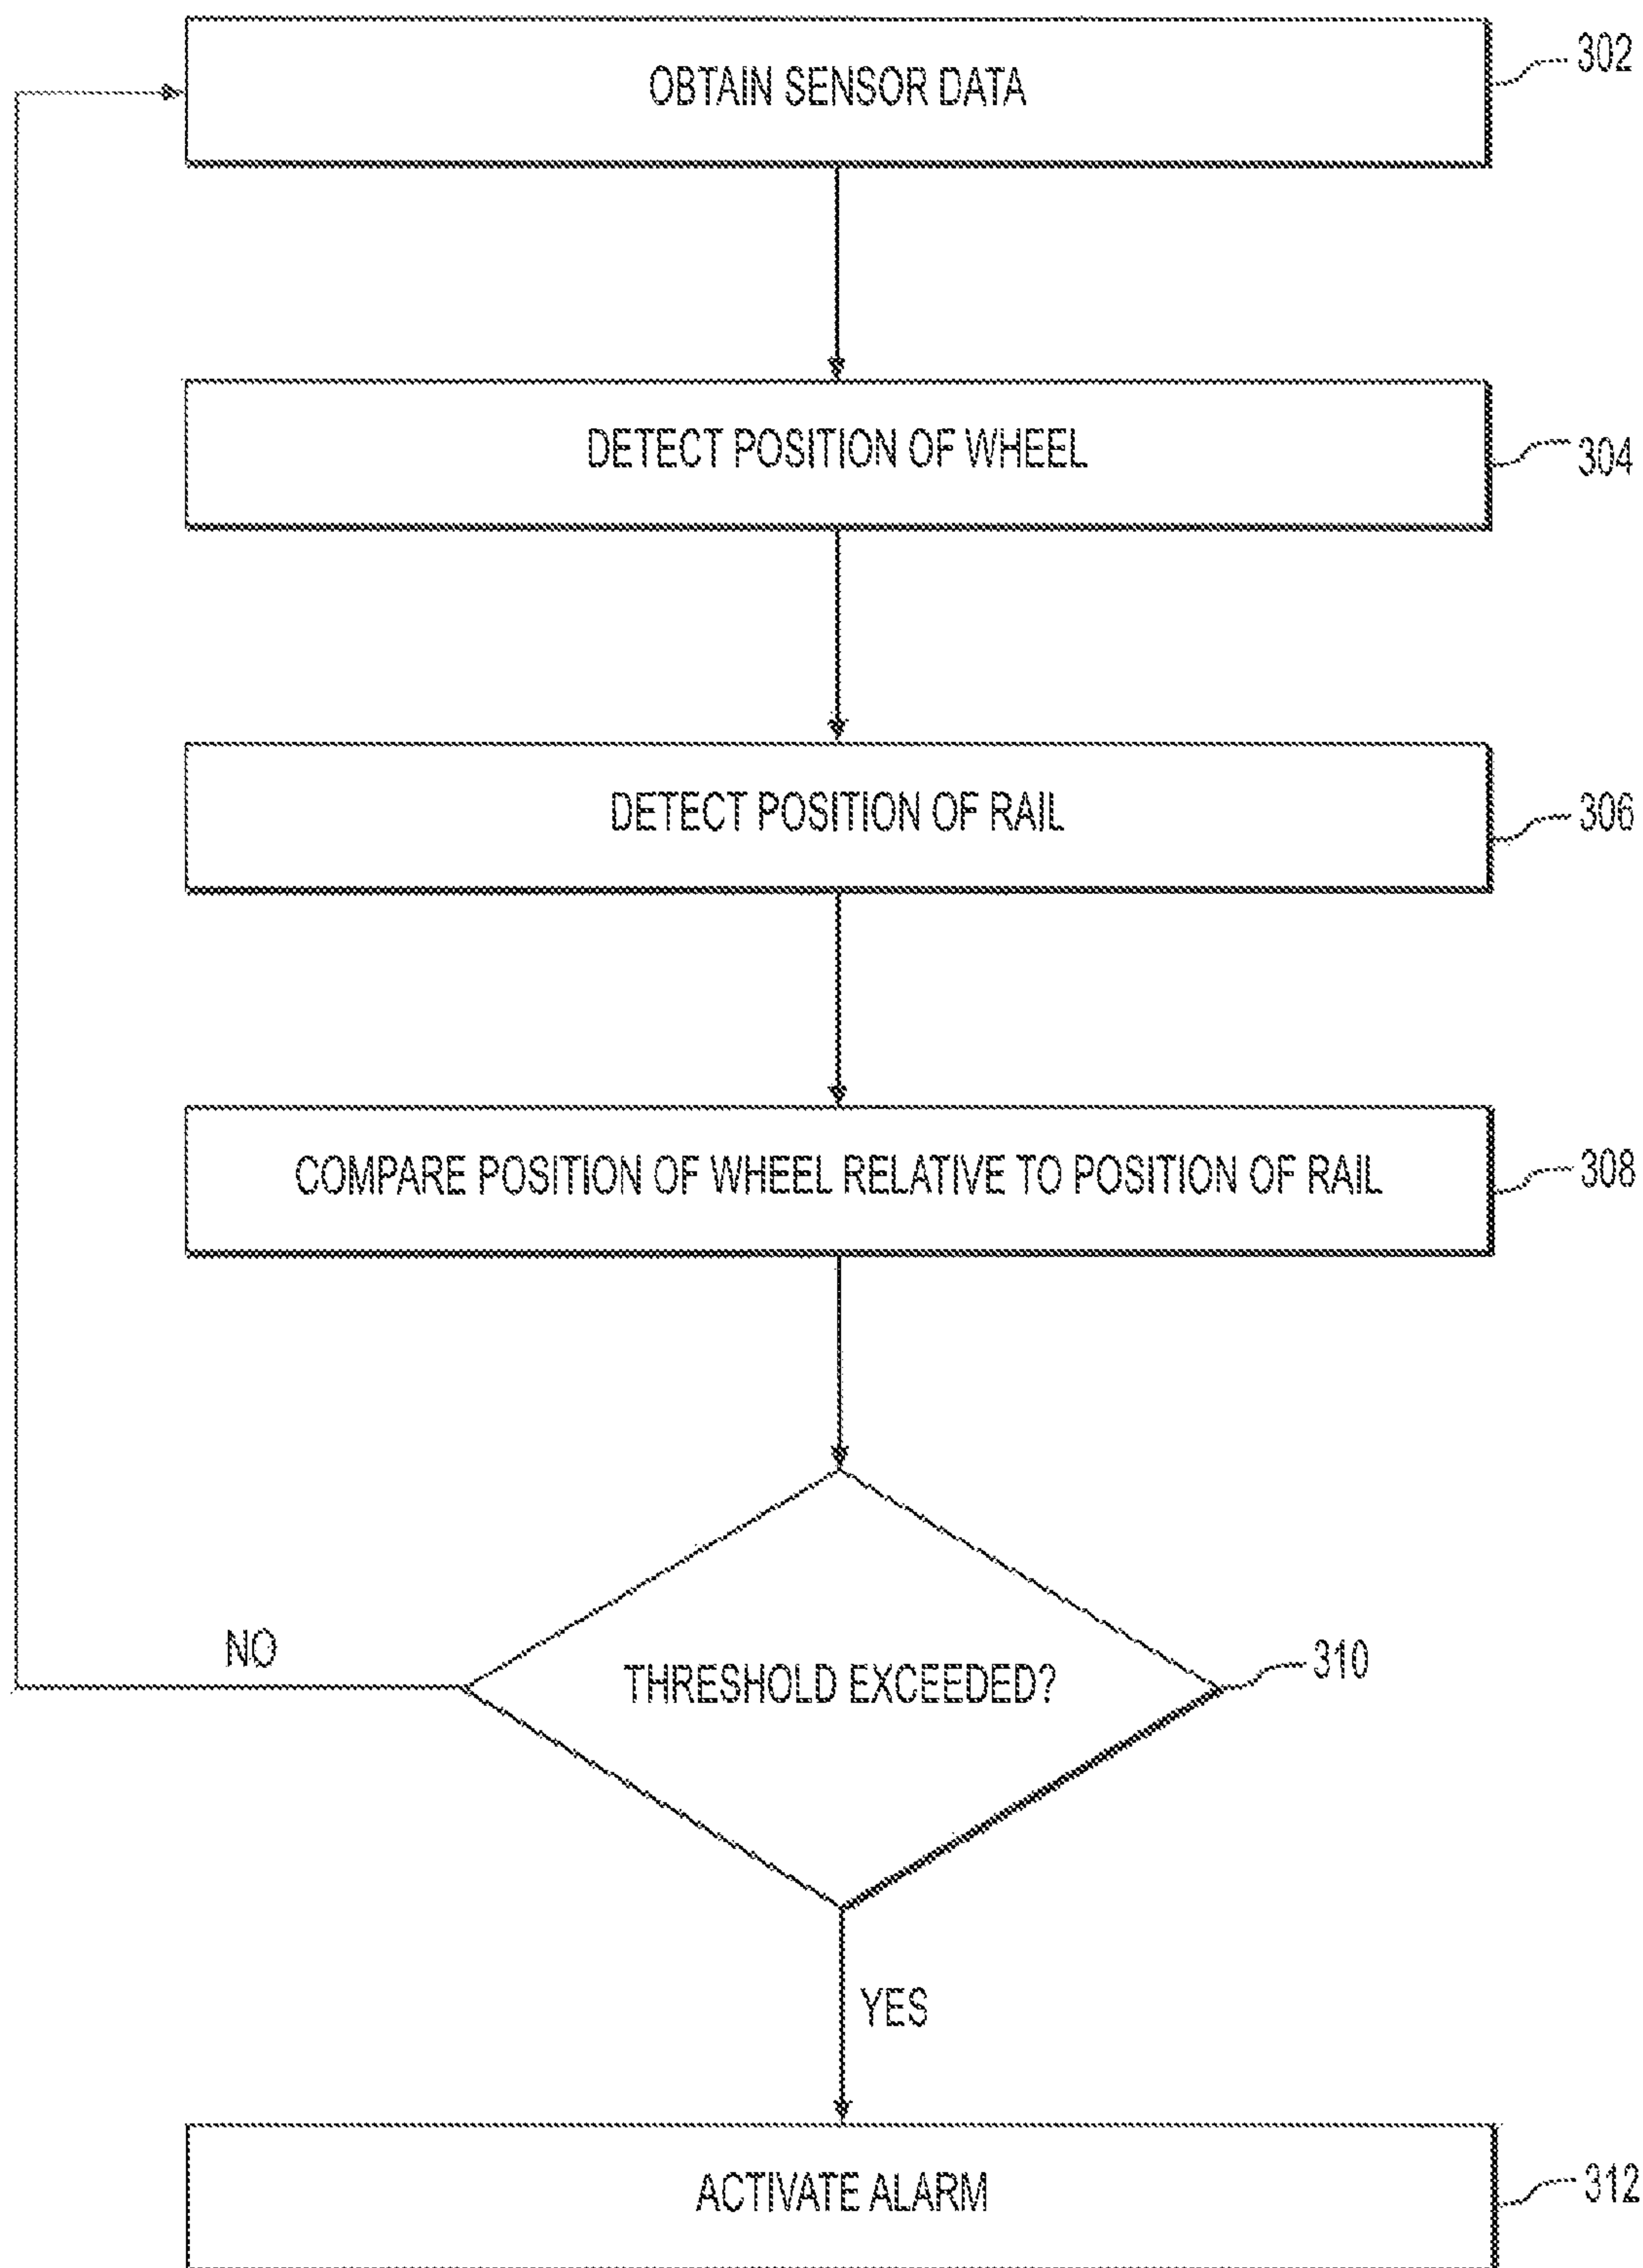 OBTAIN SENSOR DATA
302
DETECT POSITION OF WHEEL
304
DETECT POSITION OF RAIL
306
COMPARE POSITION OF WHEEL RELATIVE TO POSITION OF RAIL
308
NO
THRESHOLD EXCEEDED?
310
YES
ACTIVATE ALARM
312